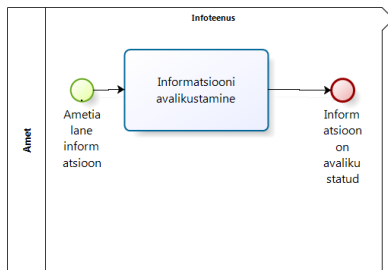 Infoteenus
Amet
Informatsiooni
avalikustamine
Ametia
lane
inform
atsioon
Inform
atsioon
on
avaliku
statud